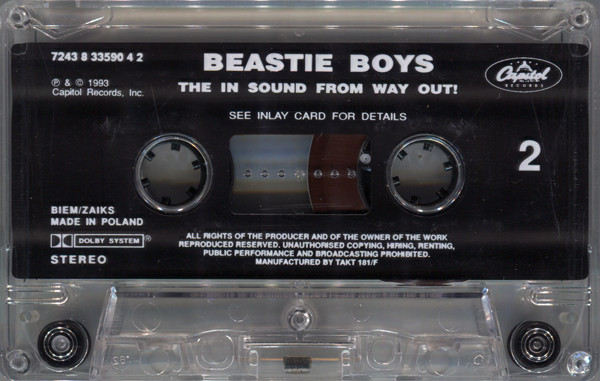 7243 8 33590 4 2
BEASTIE BOYS
℗ & © 1993
Capitol Records, Inc.
THE IN SOUND FROM WAY OUT!
Capitol
RECORDS
SEE INLAY CARD FOR DETAILS
2
BIEM/ZAIKS
MADE IN POLAND
DOLBY SYSTEM®
STEREO
ALL RIGHTS OF THE PRODUCER AND OF THE OWNER OF THE WORK
REPRODUCED RESERVED. UNAUTHORISED COPYING, HIRING, RENTING,
PUBLIC PERFORMANCE AND BROADCASTING PROHIBITED.
MANUFACTURED BY TAKT 181/F